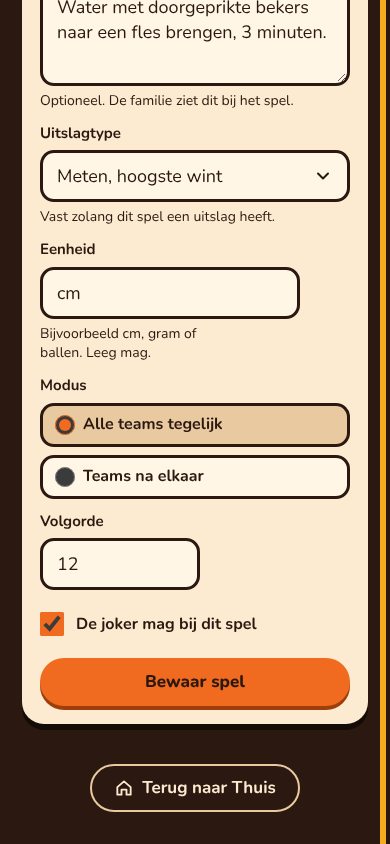 Water met doorgeprikte bekers
naar een fles brengen, 3 minuten.
Optioneel. De familie ziet dit bij het spel.
Uitslagtype
Meten, hoogste wint
Vast zolang dit spel een uitslag heeft.
Eenheid
cm
Bijvoorbeeld cm, gram of
ballen. Leeg mag.
Modus
Alle teams tegelijk
Teams na elkaar
Volgorde
12
De joker mag bij dit spel
Bewaar spel
Terug naar Thuis